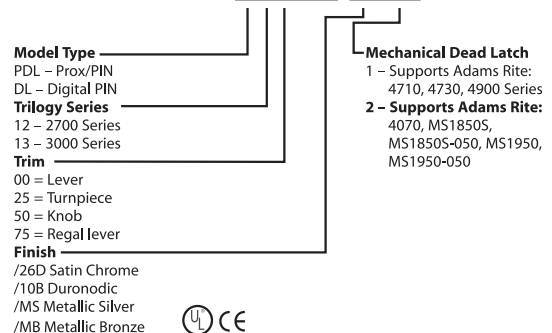 Model Type
PDL – Prox/PIN
DL – Digital PIN
Trilogy Series
12 – 2700 Series
13 – 3000 Series
Trim
00 = Lever
25 = Turnpiece
50 = Knob
75 = Regal lever
Finish
/26D Satin Chrome
/10B Duronodic
/MS Metallic Silver
/MB Metallic Bronze
UL CE
Mechanical Dead Latch
1 – Supports Adams Rite:
4710, 4730, 4900 Series
2 – Supports Adams Rite:
4070, MS1850S,
MS1850S-050, MS1950,
MS1950-050